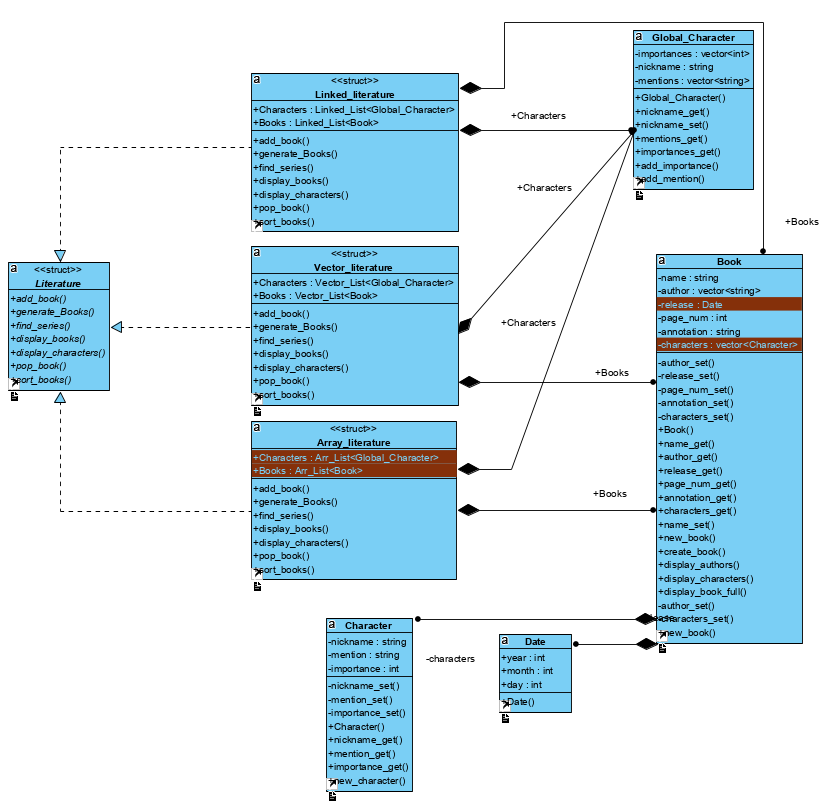 a
Global_Character
-importances : vector<int>
-nickname : string
-mentions : vector<string>
+Global_Character()
+nickname_get()
+nickname_set()
+mentions_get()
+importances_get()
+add_importance()
+add_mention()
a
<<struct>>
Linked_literature
+Characters : Linked_List<Global_Character>
+Books : Linked_List<Book>
+add_book()
+generate_Books()
+find_series()
+display_books()
+display_characters()
+pop_book()
+sort_books()
+Characters
+Characters
+Books
a
<<struct>>
Literature
+add_book()
+generate_Books()
+find_series()
+display_books()
+display_characters()
+pop_book()
+sort_books()
a
<<struct>>
Vector_literature
+Characters : Vector_List<Global_Character>
+Books : Vector_List<Book>
+add_book()
+generate_Books()
+find_series()
+display_books()
+display_characters()
+pop_book()
+sort_books()
+Characters
+Books
a
Book
-name : string
-author : vector<string>
-release : Date
-page_num : int
-annotation : string
-characters : vector<Character>
-author_set()
-release_set()
-page_num_set()
-annotation_set()
-characters_set()
+Book()
+name_get()
+author_get()
+release_get()
+page_num_get()
+annotation_get()
+characters_get()
+name_set()
+new_book()
+create_book()
+display_authors()
+display_characters()
+display_book_full()
-author_set()
-characters_set()
+new_book()
a
<<struct>>
Array_literature
+Characters : Arr_List<Global_Character>
+Books : Arr_List<Book>
+add_book()
+generate_Books()
+find_series()
+display_books()
+display_characters()
+pop_book()
+sort_books()
+Books
a
Character
-nickname : string
-mention : string
-importance : int
-nickname_set()
-mention_set()
-importance_set()
+Character()
+nickname_get()
+mention_get()
+importance_get()
+new_character()
-characters
a
Date
+year : int
+month : int
+day : int
+Date()